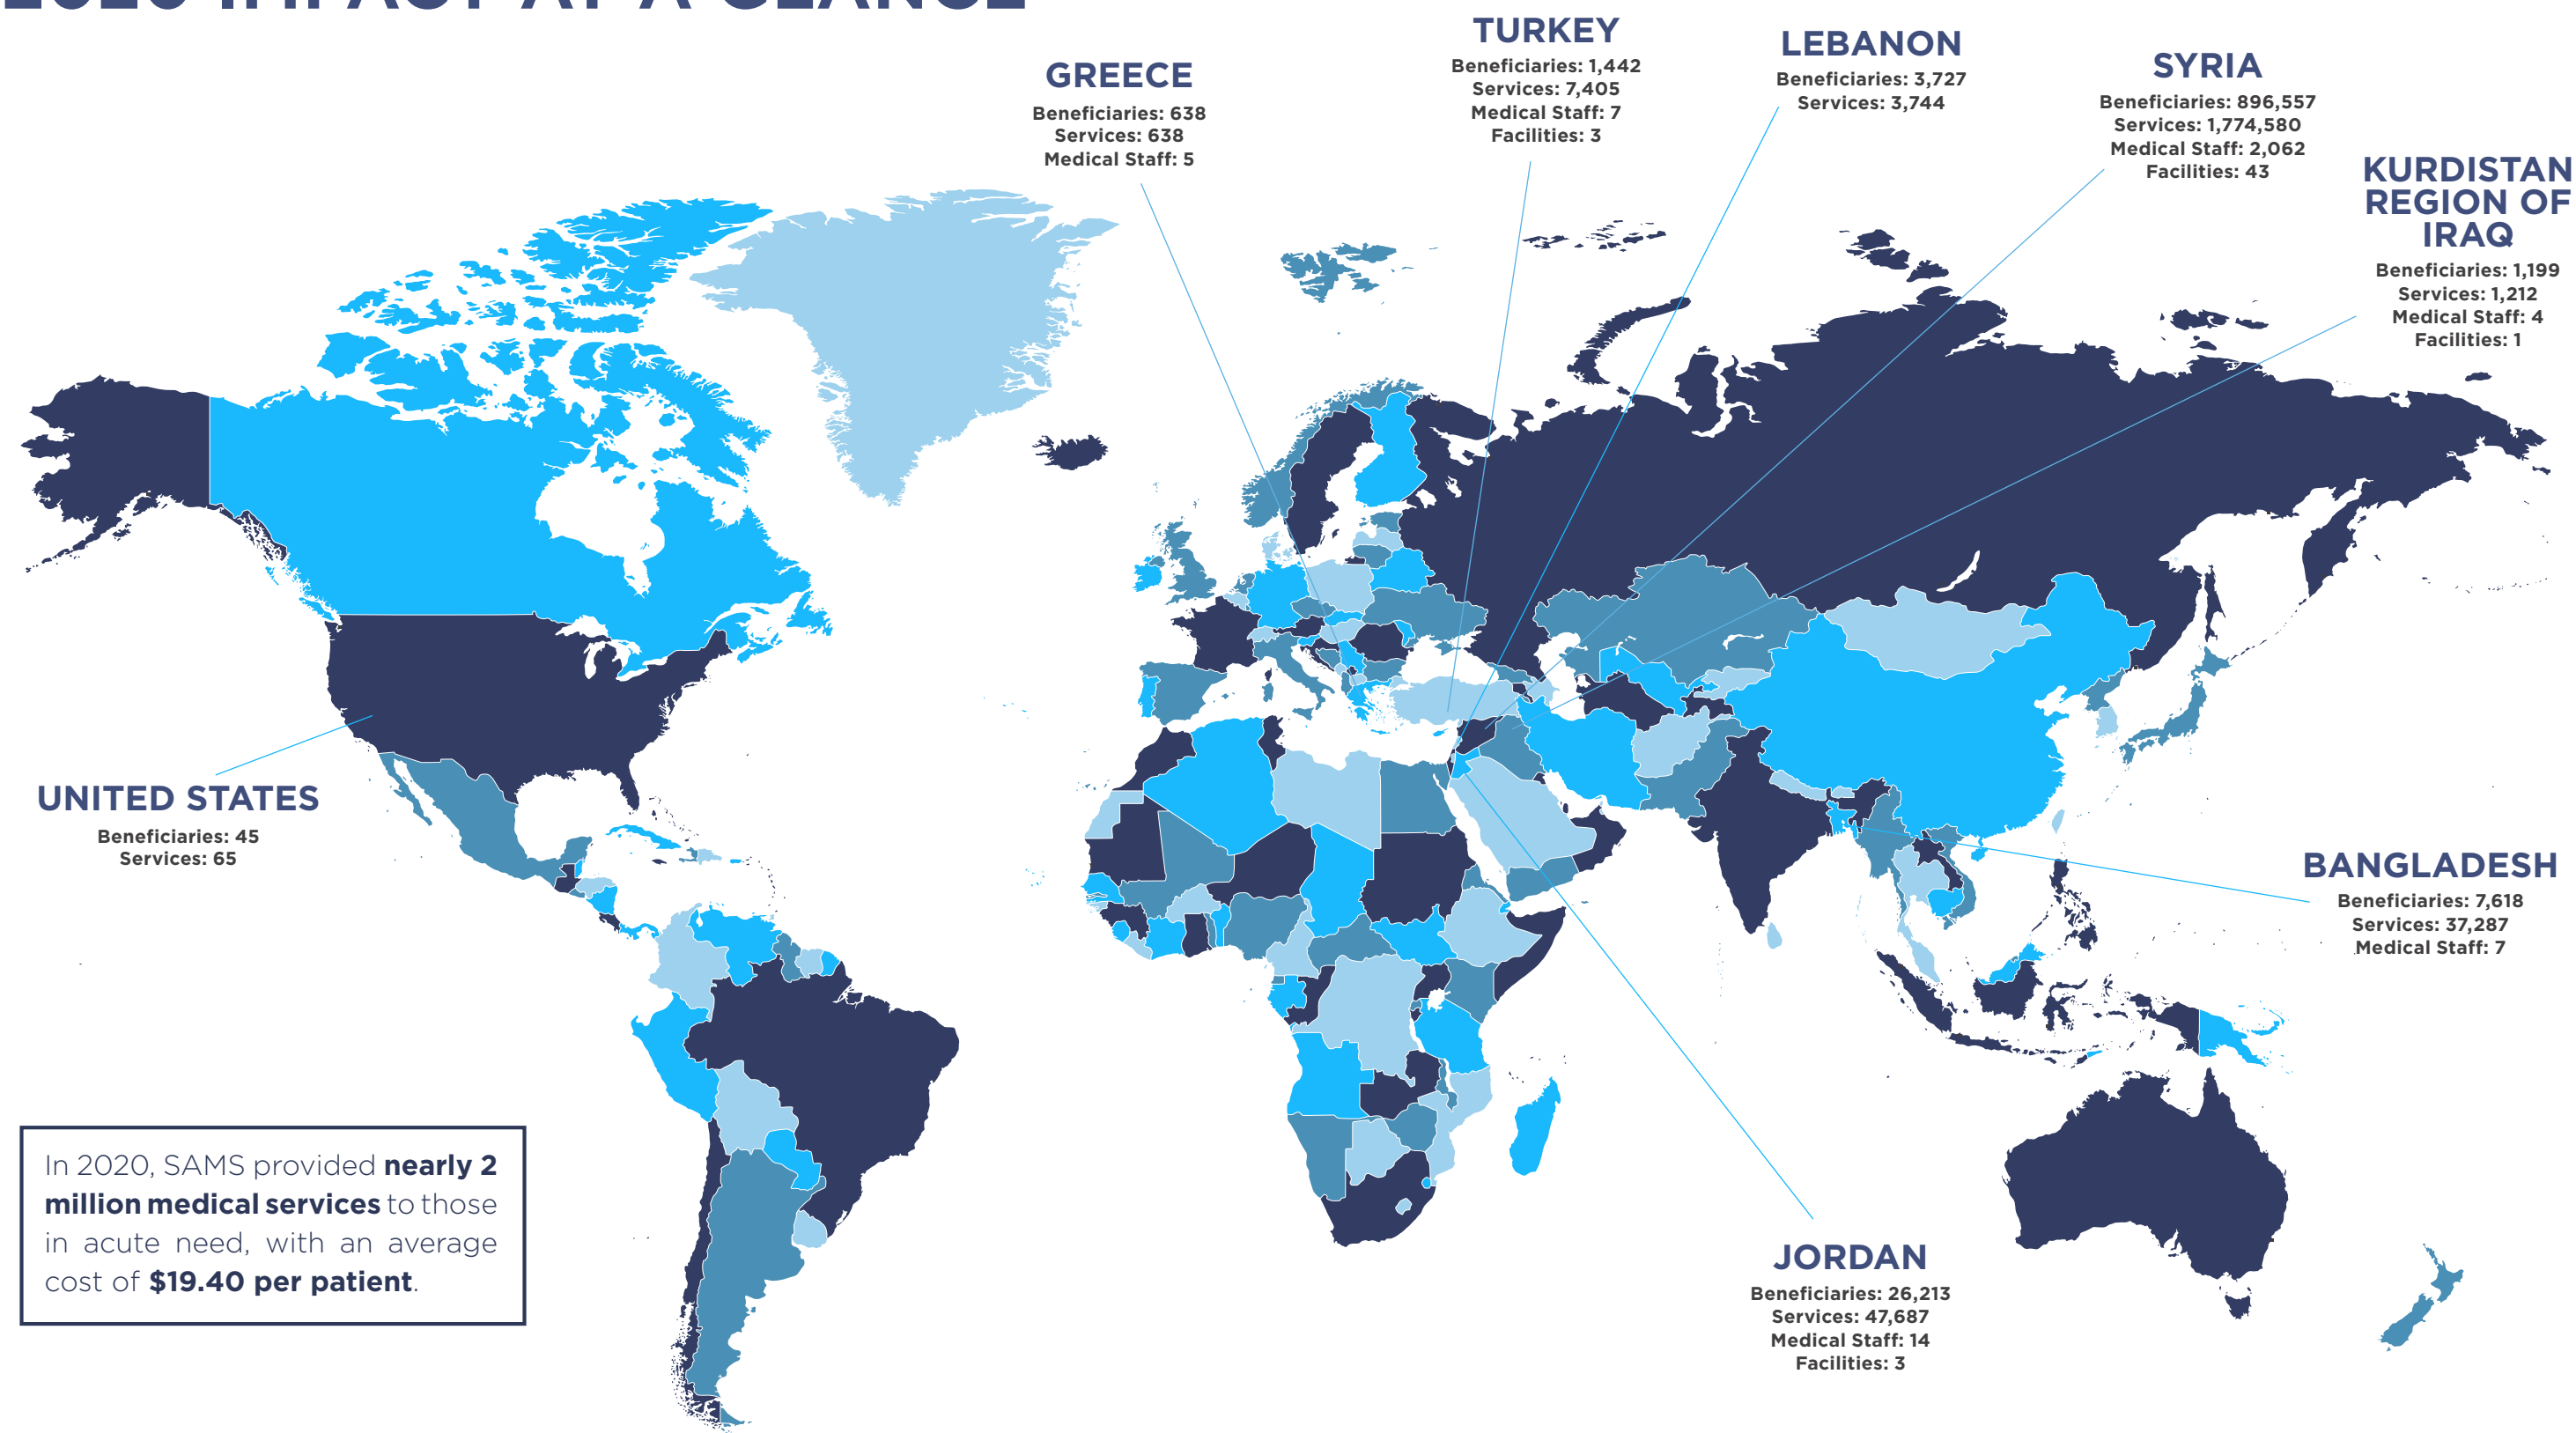 2020 IMPACT AT A GLANCE
TURKEY
Beneficiaries: 1,442
Services: 7,405
Medical Staff: 7
Facilities: 3
LEBANON
Beneficiaries: 3,727
Services: 3,744
GREECE
Beneficiaries: 638
Services: 638
Medical Staff: 5
SYRIA
Beneficiaries: 896,557
Services: 1,774,580
Medical Staff: 2,062
Facilities: 43
KURDISTAN
REGION OF
IRAQ
Beneficiaries: 1,199
Services: 1,212
Medical Staff: 4
Facilities: 1
UNITED STATES
Beneficiaries: 45
Services: 65
BANGLADESH
Beneficiaries: 7,618
Services: 37,287
Medical Staff: 7
In 2020, SAMS provided nearly 2
million medical services to those
in acute need, with an average
cost of $19.40 per patient.
JORDAN
Beneficiaries: 26,213
Services: 47,687
Medical Staff: 14
Facilities: 3